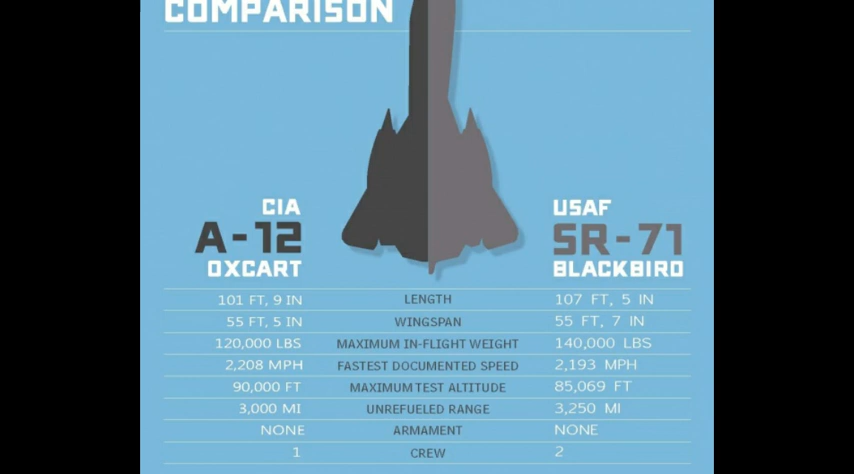 COMPARISON
CIA
A-12
OXCART
USAF
SR-71
BLACKBIRD
101 FT, 9 IN LENGTH 107 FT, 5 IN
55 FT, 5 IN WINGSPAN 55 FT, 7 IN
120,000 LBS MAXIMUM IN-FLIGHT WEIGHT 140,000 LBS
2,208 MPH FASTEST DOCUMENTED SPEED 2,193 MPH
90,000 FT MAXIMUM TEST ALTITUDE 85,069 FT
3,000 MI UNREFUELED RANGE 3,250 MI
NONE ARMAMENT NONE
1 CREW 2